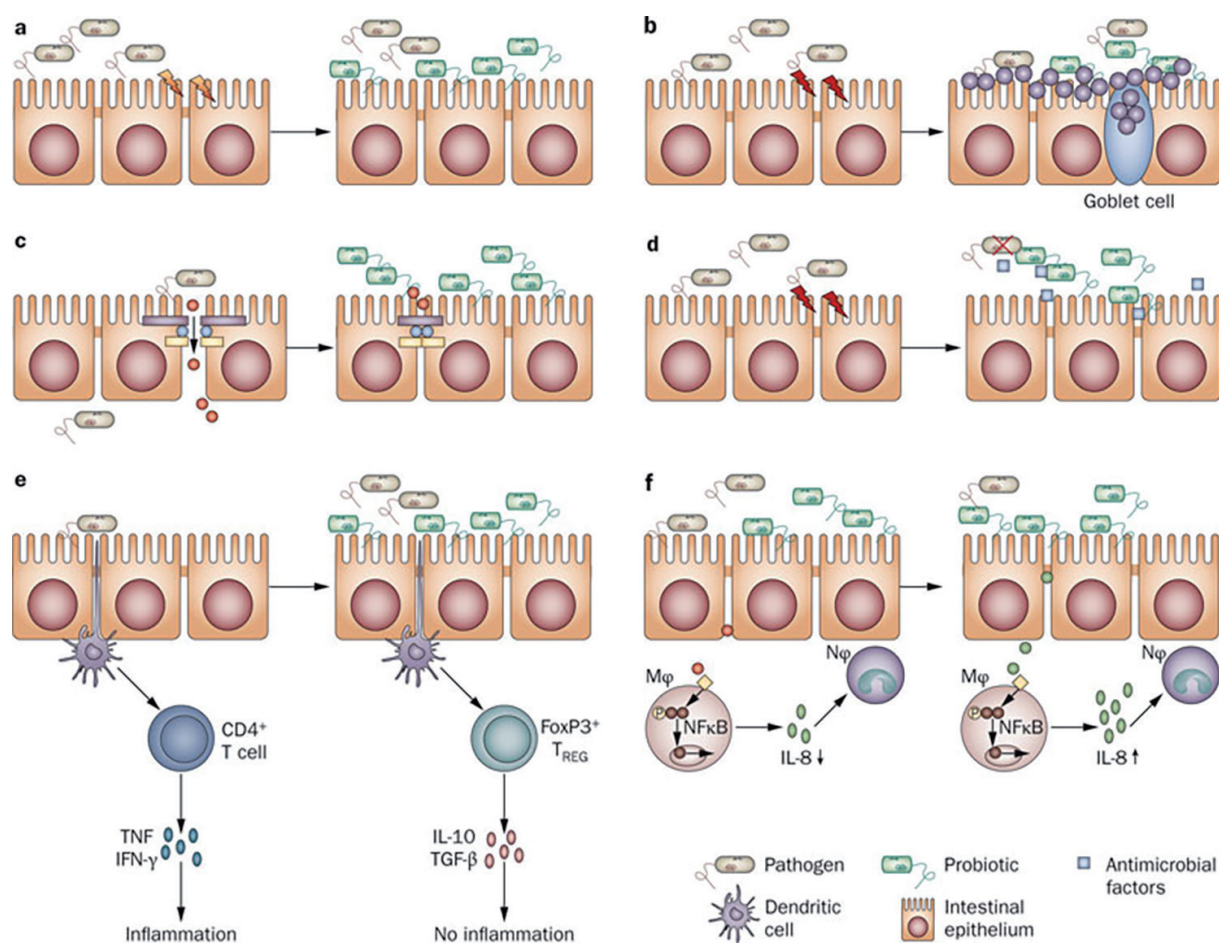 a
b
Goblet cell
c
d
e
CD4⁺
T cell
TNF
IFN-γ
Inflammation
FoxP3⁺
T_REG
IL-10
TGF-β
No inflammation
f
Mφ
P
NFκB
IL-8 ↓
Nφ
Mφ
P
NFκB
IL-8 ↑
Nφ
Pathogen
Probiotic
Antimicrobial
factors
Dendritic
cell
Intestinal
epithelium